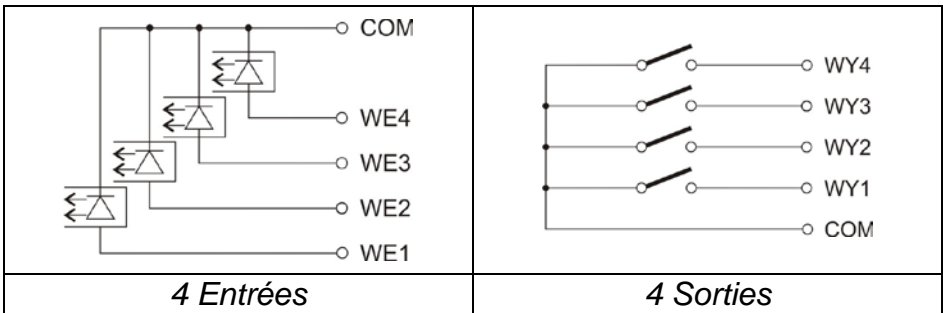 COM
WE4
WE3
WE2
WE1
4 Entrées
WY4
WY3
WY2
WY1
COM
4 Sorties